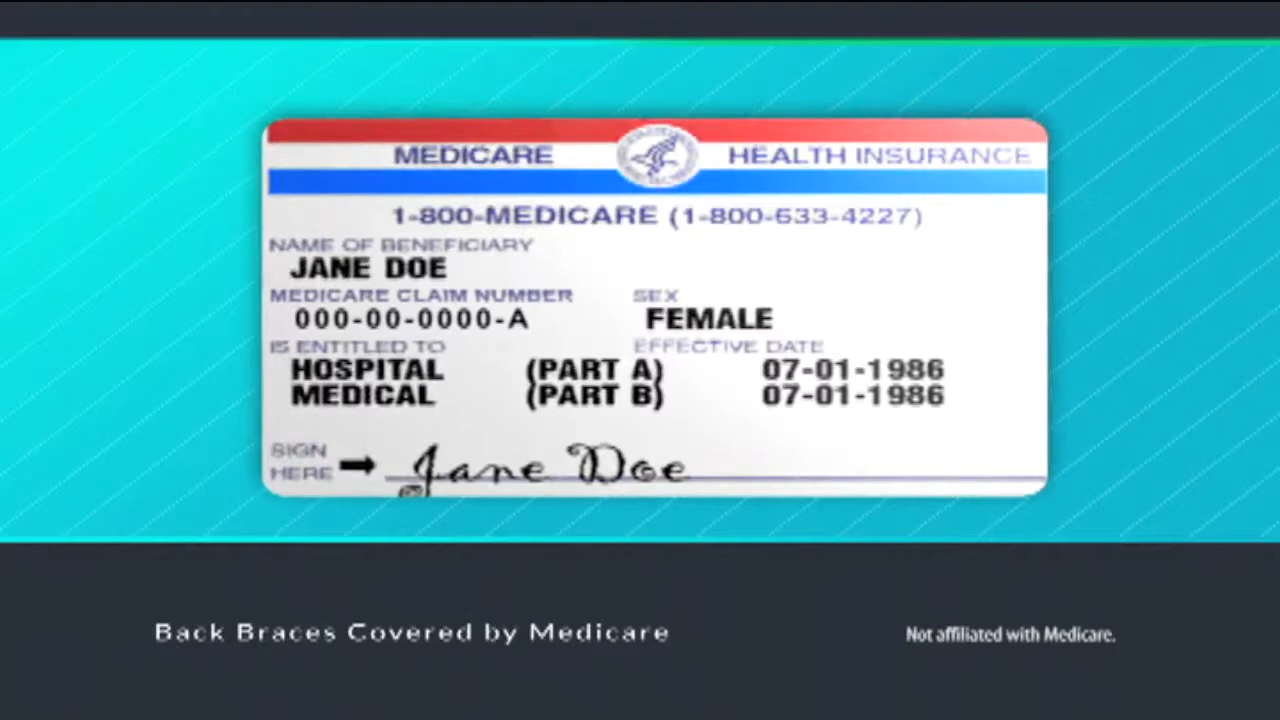 MEDICARE HEALTH INSURANCE
1-800-MEDICARE (1-800-633-4227)
NAME OF BENEFICIARY
JANE DOE
MEDICARE CLAIM NUMBER SEX
000-00-0000-A FEMALE
IS ENTITLED TO EFFECTIVE DATE
HOSPITAL (PART A) 07-01-1986
MEDICAL (PART B) 07-01-1986
SIGN
HERE Jane Doe
Back Braces Covered by Medicare Not affiliated with Medicare.